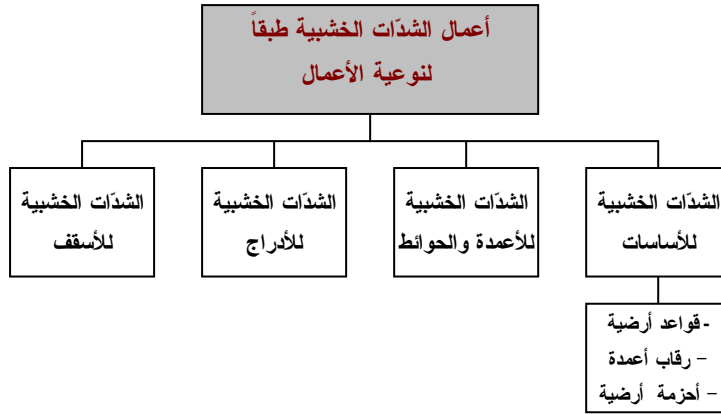 أعمال الشدّات الخشبية طبقاً
لنوعية الأعمال
الشدّات الخشبية
للأساسات
الشدّات الخشبية
للأعمدة والحوائط
الشدّات الخشبية
للأدراج
الشدّات الخشبية
للأسقف
-قواعد أرضية
– رقاب أعمدة
– أحزمة أرضية